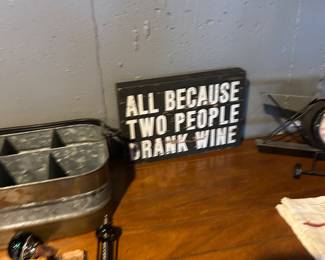 ALL BECAUSE
TWO PEOPLE
DRANK WINE